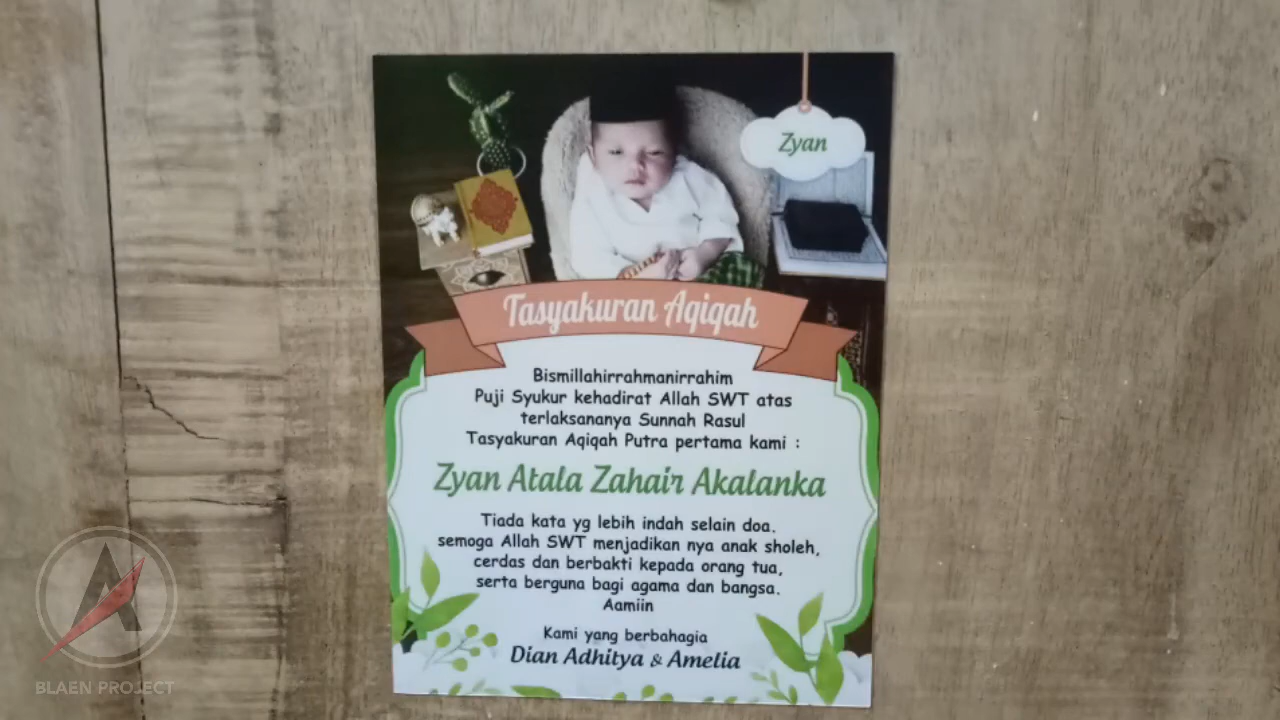 Zyan
Tasyakuran Aqiqah
Bismillahirrahmanirrahim
Puji Syukur kehadirat Allah SWT atas
terlaksananya Sunnah Rasul
Tasyakuran Aqiqah Putra pertama kami :
Zyan Atala Zahair Akalanka
Tiada kata yg lebih indah selain doa.
semoga Allah SWT menjadikan nya anak sholeh,
cerdas dan berbakti kepada orang tua,
serta berguna bagi agama dan bangsa.
Aamiin
Kami yang berbahagia
Dian Adhitya & Amelia
BLAEN PROJECT